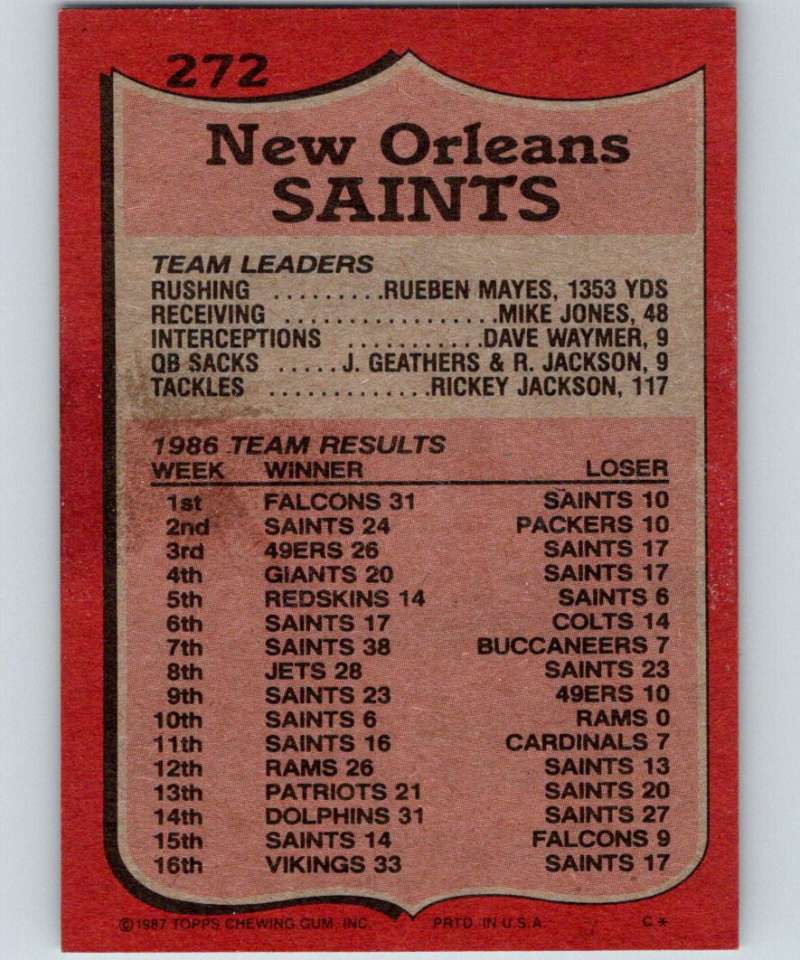 272
New Orleans
SAINTS
TEAM LEADERS
RUSHING .........RUEBEN MAYES, 1353 YDS
RECEIVING ..................MIKE JONES, 48
INTERCEPTIONS ...........DAVE WAYMER, 9
QB SACKS .....J. GEATHERS & R. JACKSON, 9
TACKLES .............RICKEY JACKSON, 117
1986 TEAM RESULTS
WEEK WINNER LOSER
1st FALCONS 31 SAINTS 10
2nd SAINTS 24 PACKERS 10
3rd 49ERS 26 SAINTS 17
4th GIANTS 20 SAINTS 17
5th REDSKINS 14 SAINTS 6
6th SAINTS 17 COLTS 14
7th SAINTS 38 BUCCANEERS 7
8th JETS 28 SAINTS 23
9th SAINTS 23 49ERS 10
10th SAINTS 6 RAMS 0
11th SAINTS 16 CARDINALS 7
12th RAMS 26 SAINTS 13
13th PATRIOTS 21 SAINTS 20
14th DOLPHINS 31 SAINTS 27
15th SAINTS 14 FALCONS 9
16th VIKINGS 33 SAINTS 17
©1987 TOPPS CHEWING GUM, INC. PRTD. IN U.S.A. C*